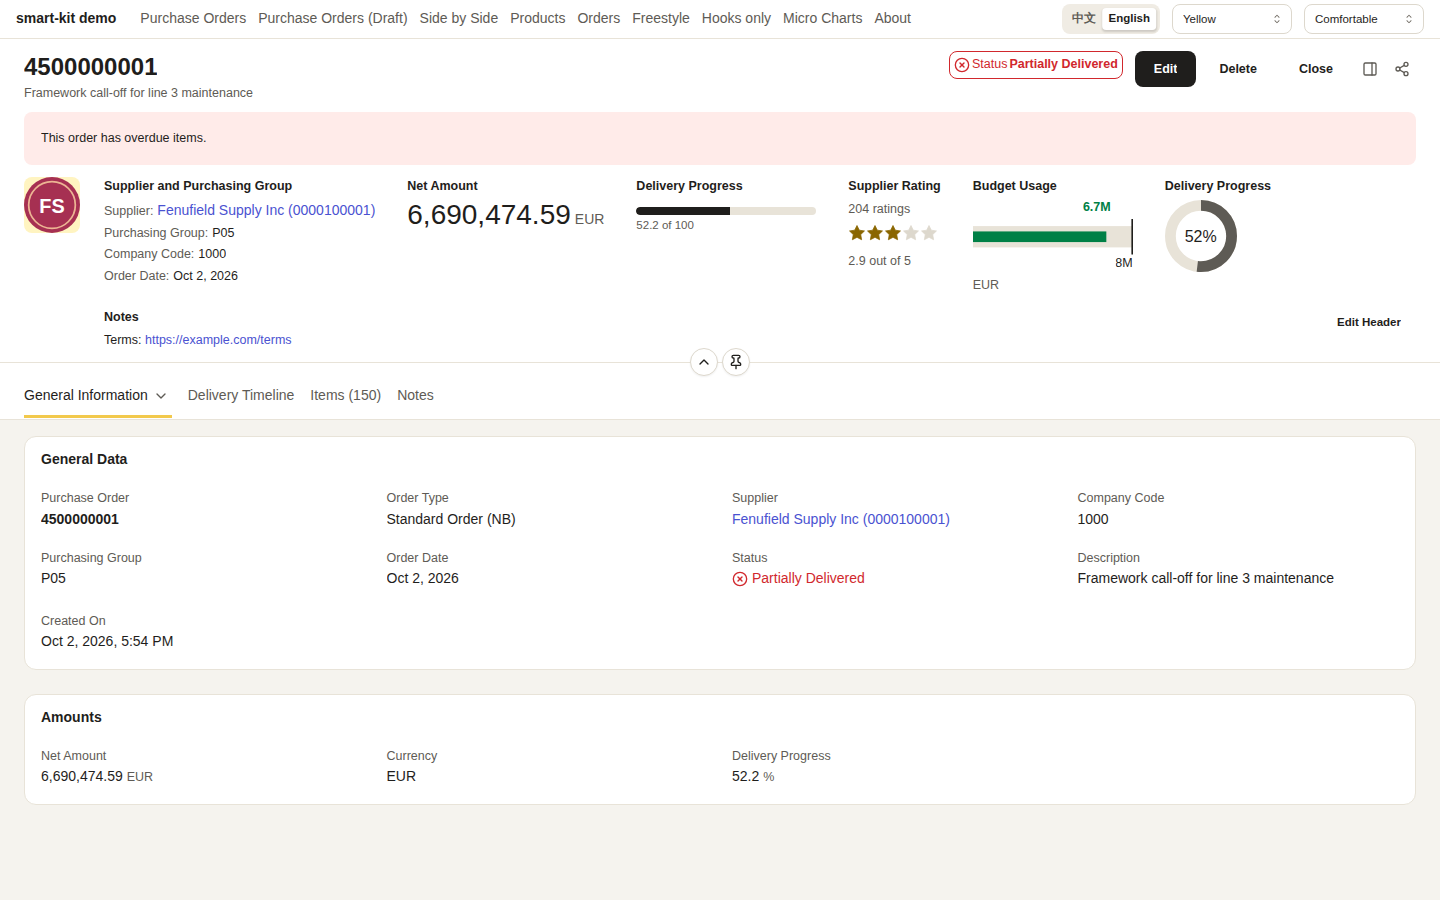 smart-kit demo Purchase Orders Purchase Orders (Draft) Side by Side Products Orders Freestyle Hooks only Micro Charts About 中文 English Yellow Comfortable
4500000001
Framework call-off for line 3 maintenance
Status Partially Delivered Edit Delete Close
This order has overdue items.
FS
Supplier and Purchasing Group
Supplier: Fenufield Supply Inc (0000100001)
Purchasing Group: P05
Company Code: 1000
Order Date: Oct 2, 2026
Net Amount
6,690,474.59 EUR
Delivery Progress
52.2 of 100
Supplier Rating
204 ratings
2.9 out of 5
Budget Usage
6.7M
8M
EUR
Delivery Progress
52%
Notes
Terms: https://example.com/terms
Edit Header
General Information Delivery Timeline Items (150) Notes
General Data
Purchase Order Order Type Supplier Company Code
4500000001 Standard Order (NB) Fenufield Supply Inc (0000100001) 1000
Purchasing Group Order Date Status Description
P05 Oct 2, 2026 Partially Delivered Framework call-off for line 3 maintenance
Created On
Oct 2, 2026, 5:54 PM
Amounts
Net Amount Currency Delivery Progress
6,690,474.59 EUR EUR 52.2 %